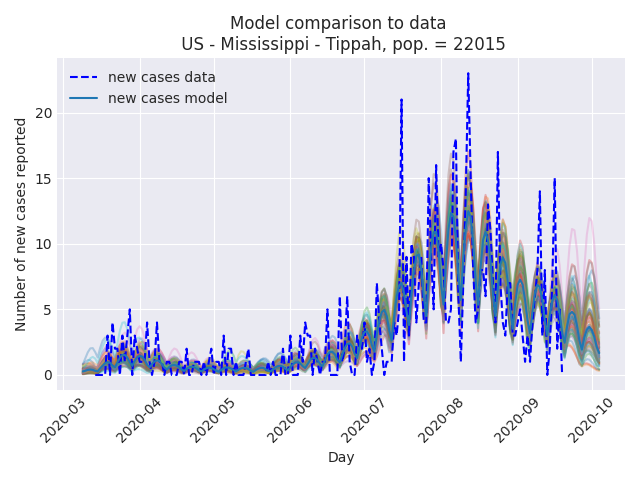 Model comparison to data
US - Mississippi - Tippah, pop. = 22015
new cases data
new cases model
Number of new cases reported
20
15
10
5
0
2020-03
2020-04
2020-05
2020-06
2020-07
2020-08
2020-09
2020-10
Day